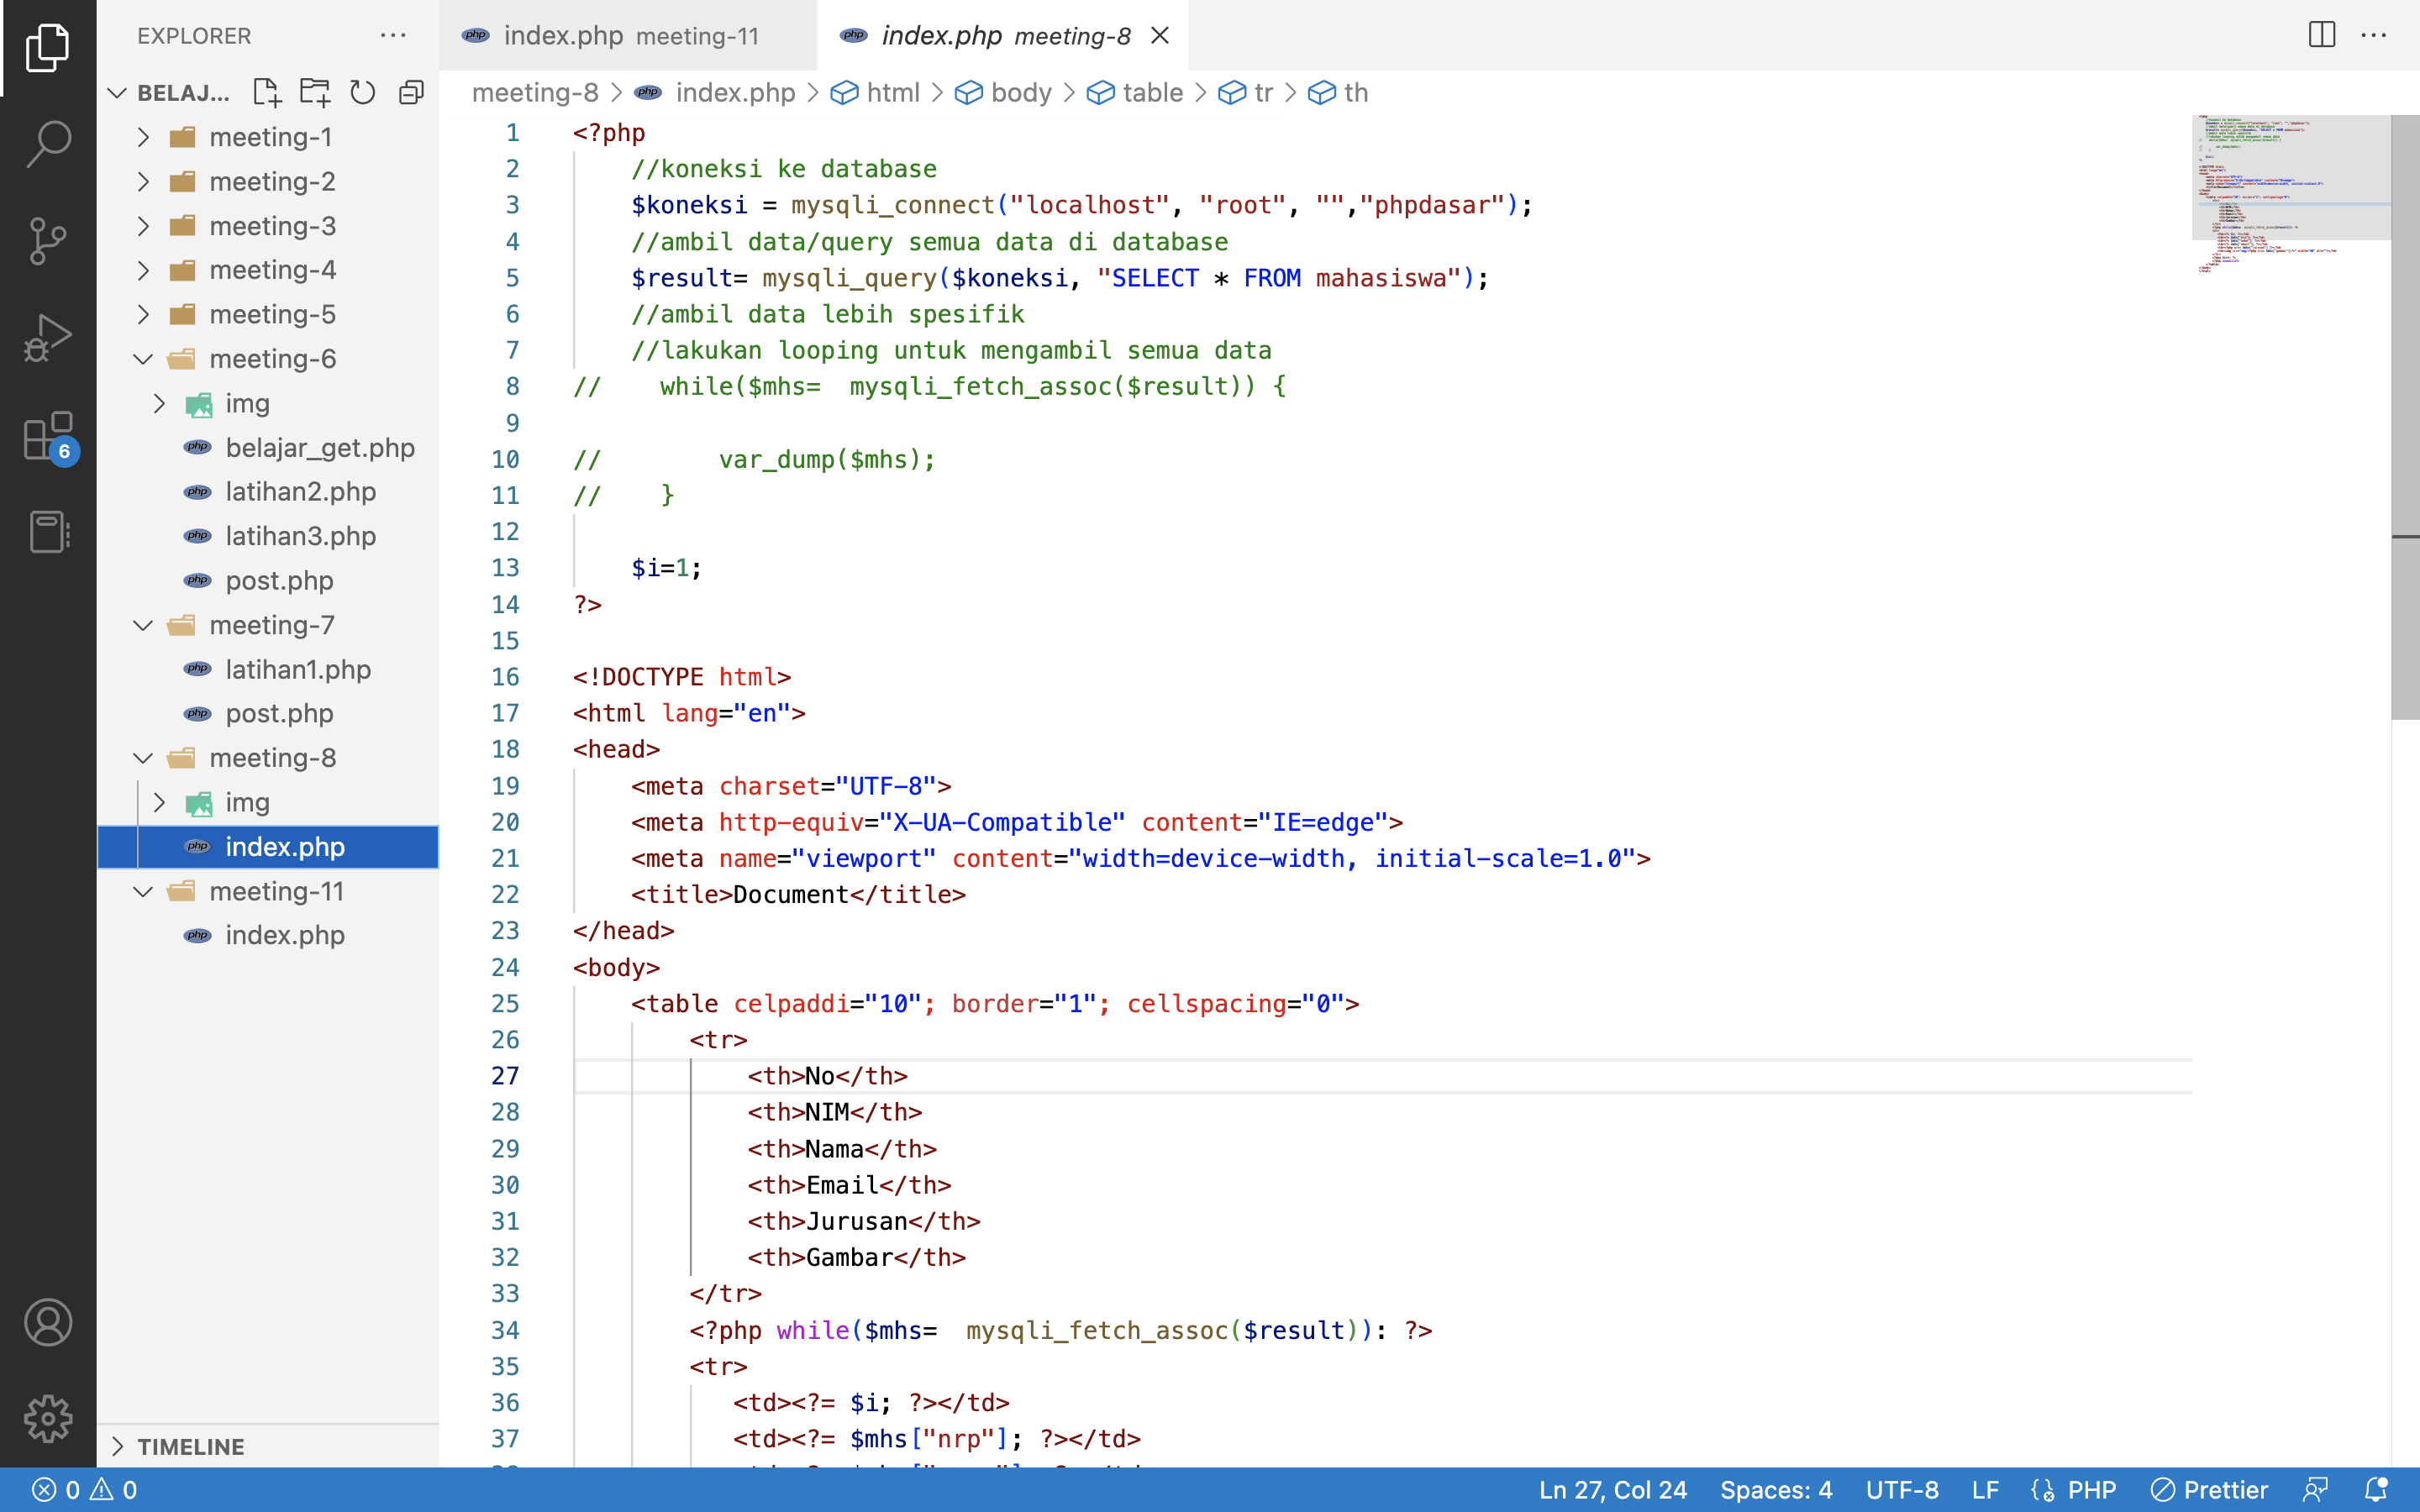 EXPLORER
BELAJ...
meeting-1
meeting-2
meeting-3
meeting-4
meeting-5
meeting-6
img
belajar_get.php
latihan2.php
latihan3.php
post.php
meeting-7
latihan1.php
post.php
meeting-8
img
index.php
meeting-11
index.php
TIMELINE
6
index.php meeting-11
index.php meeting-8
meeting-8 > index.php > html > body > table > tr > th
1 <?php
2     //koneksi ke database
3     $koneksi = mysqli_connect("localhost", "root", "","phpdasar");
4     //ambil data/query semua data di database
5     $result= mysqli_query($koneksi, "SELECT * FROM mahasiswa");
6     //ambil data lebih spesifik
7     //lakukan looping untuk mengambil semua data
8 //    while($mhs=  mysqli_fetch_assoc($result)) {
9
10 //        var_dump($mhs);
11 //    }
12
13     $i=1;
14 ?>
15
16 <!DOCTYPE html>
17 <html lang="en">
18 <head>
19     <meta charset="UTF-8">
20     <meta http-equiv="X-UA-Compatible" content="IE=edge">
21     <meta name="viewport" content="width=device-width, initial-scale=1.0">
22     <title>Document</title>
23 </head>
24 <body>
25     <table celpaddi="10"; border="1"; cellspacing="0">
26         <tr>
27             <th>No</th>
28             <th>NIM</th>
29             <th>Nama</th>
30             <th>Email</th>
31             <th>Jurusan</th>
32             <th>Gambar</th>
33         </tr>
34         <?php while($mhs=  mysqli_fetch_assoc($result)): ?>
35         <tr>
36            <td><?= $i; ?></td>
37            <td><?= $mhs["nrp"]; ?></td>
0 0
Ln 27, Col 24
Spaces: 4
UTF-8
LF
PHP
Prettier